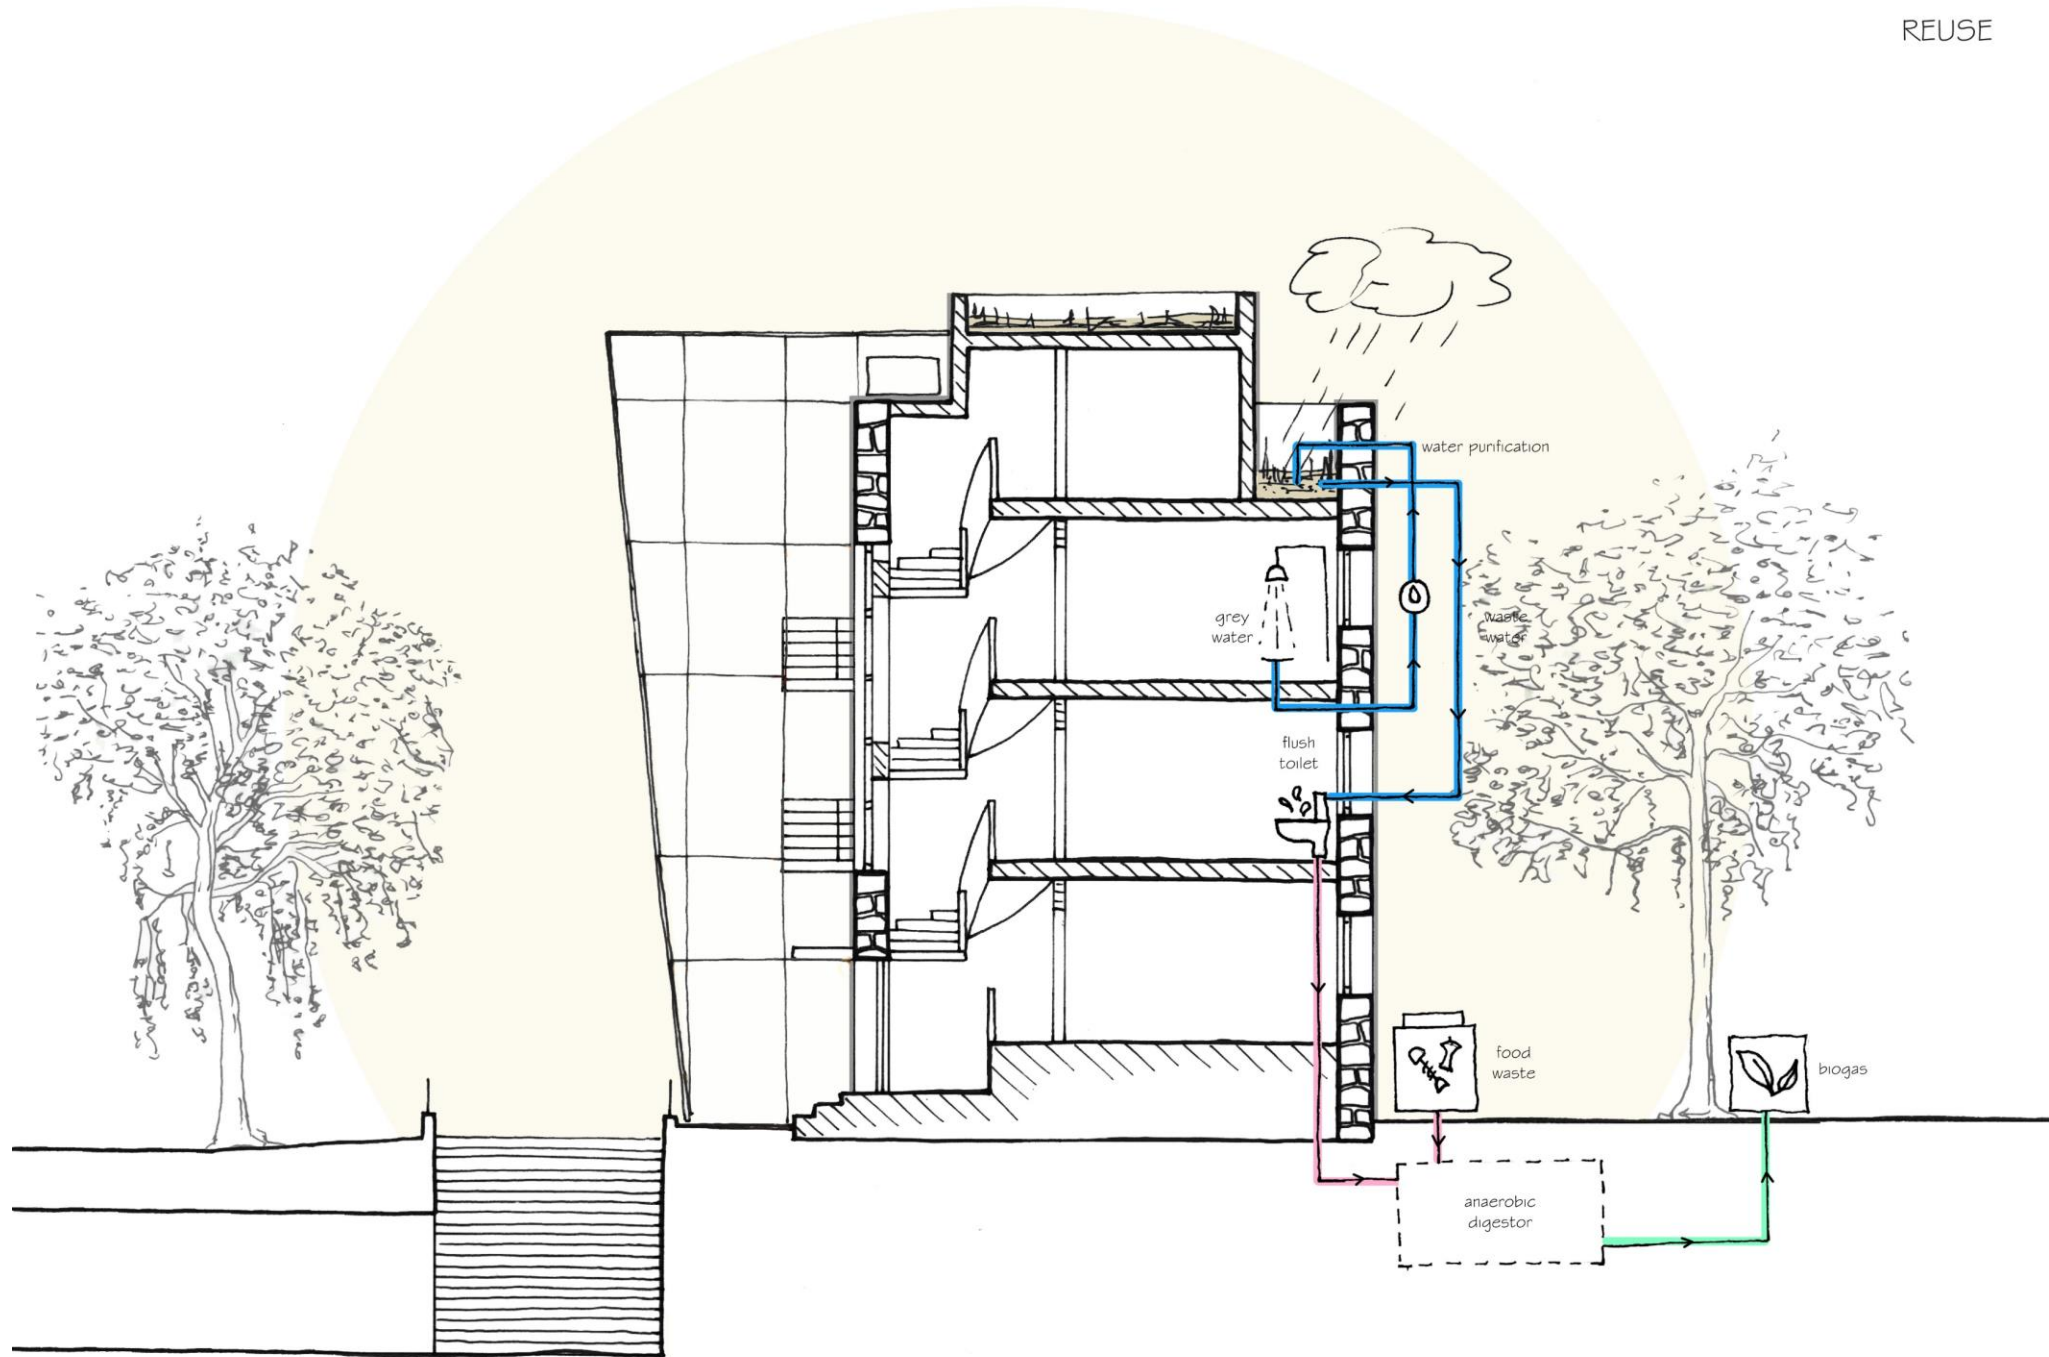 REUSE
water purification
grey
water
waste
water
flush
toilet
food
waste
biogas
anaerobic
digestor